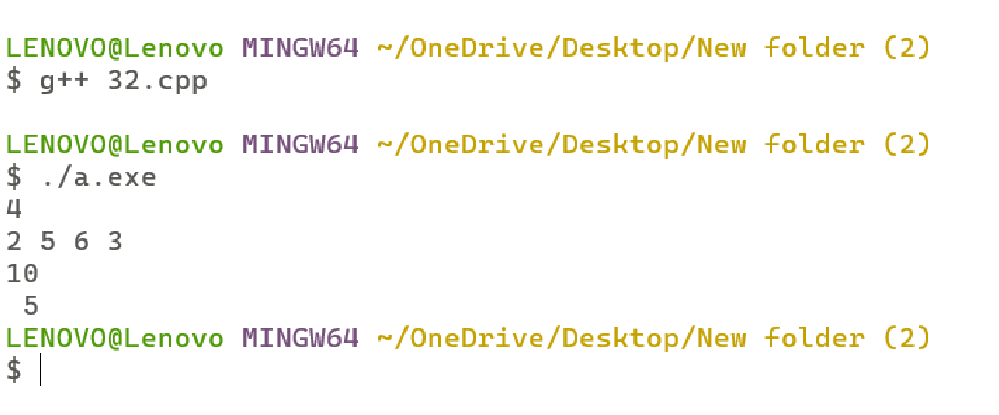 LENOVO@Lenovo MINGW64 ~/OneDrive/Desktop/New folder (2)
$ g++ 32.cpp
LENOVO@Lenovo MINGW64 ~/OneDrive/Desktop/New folder (2)
$ ./a.exe
4
2 5 6 3
10
 5
LENOVO@Lenovo MINGW64 ~/OneDrive/Desktop/New folder (2)
$